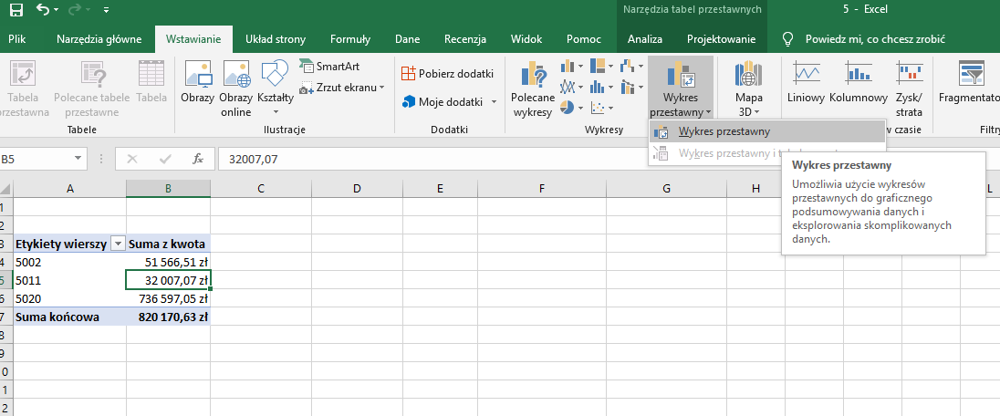 Narzędzia tabel przestawnych
5 - Excel
Plik Narzędzia główne Wstawianie Układ strony Formuły Dane Recenzja Widok Pomoc Analiza Projektowanie Powiedz mi, co chcesz zrobić
Tabela przestawna
Polecane tabele przestawne
Tabela
Tabele
Obrazy
Obrazy online
Kształty
SmartArt
Zrzut ekranu
Ilustracje
Pobierz dodatki
Moje dodatki
Dodatki
Polecane wykresy
Wykresy
Wykres przestawny
Mapa 3D
Liniowy
Kolumnowy
Zysk/ strata
w czasie
Fragmentato
Filtry
Wykres przestawny
Wykres przestawny i
Wykres przestawny
Umożliwia użycie wykresów
przestawnych do graficznego
podsumowywania danych i
eksplorowania skomplikowanych
danych.
B5
fx
32007,07
A B C D E F G H L
1
2
3 Etykiety wierszy Suma z kwota
4 5002 51 566,51 zł
5 5011 32 007,07 zł
6 5020 736 597,05 zł
7 Suma końcowa 820 170,63 zł
8
9
0
1
2